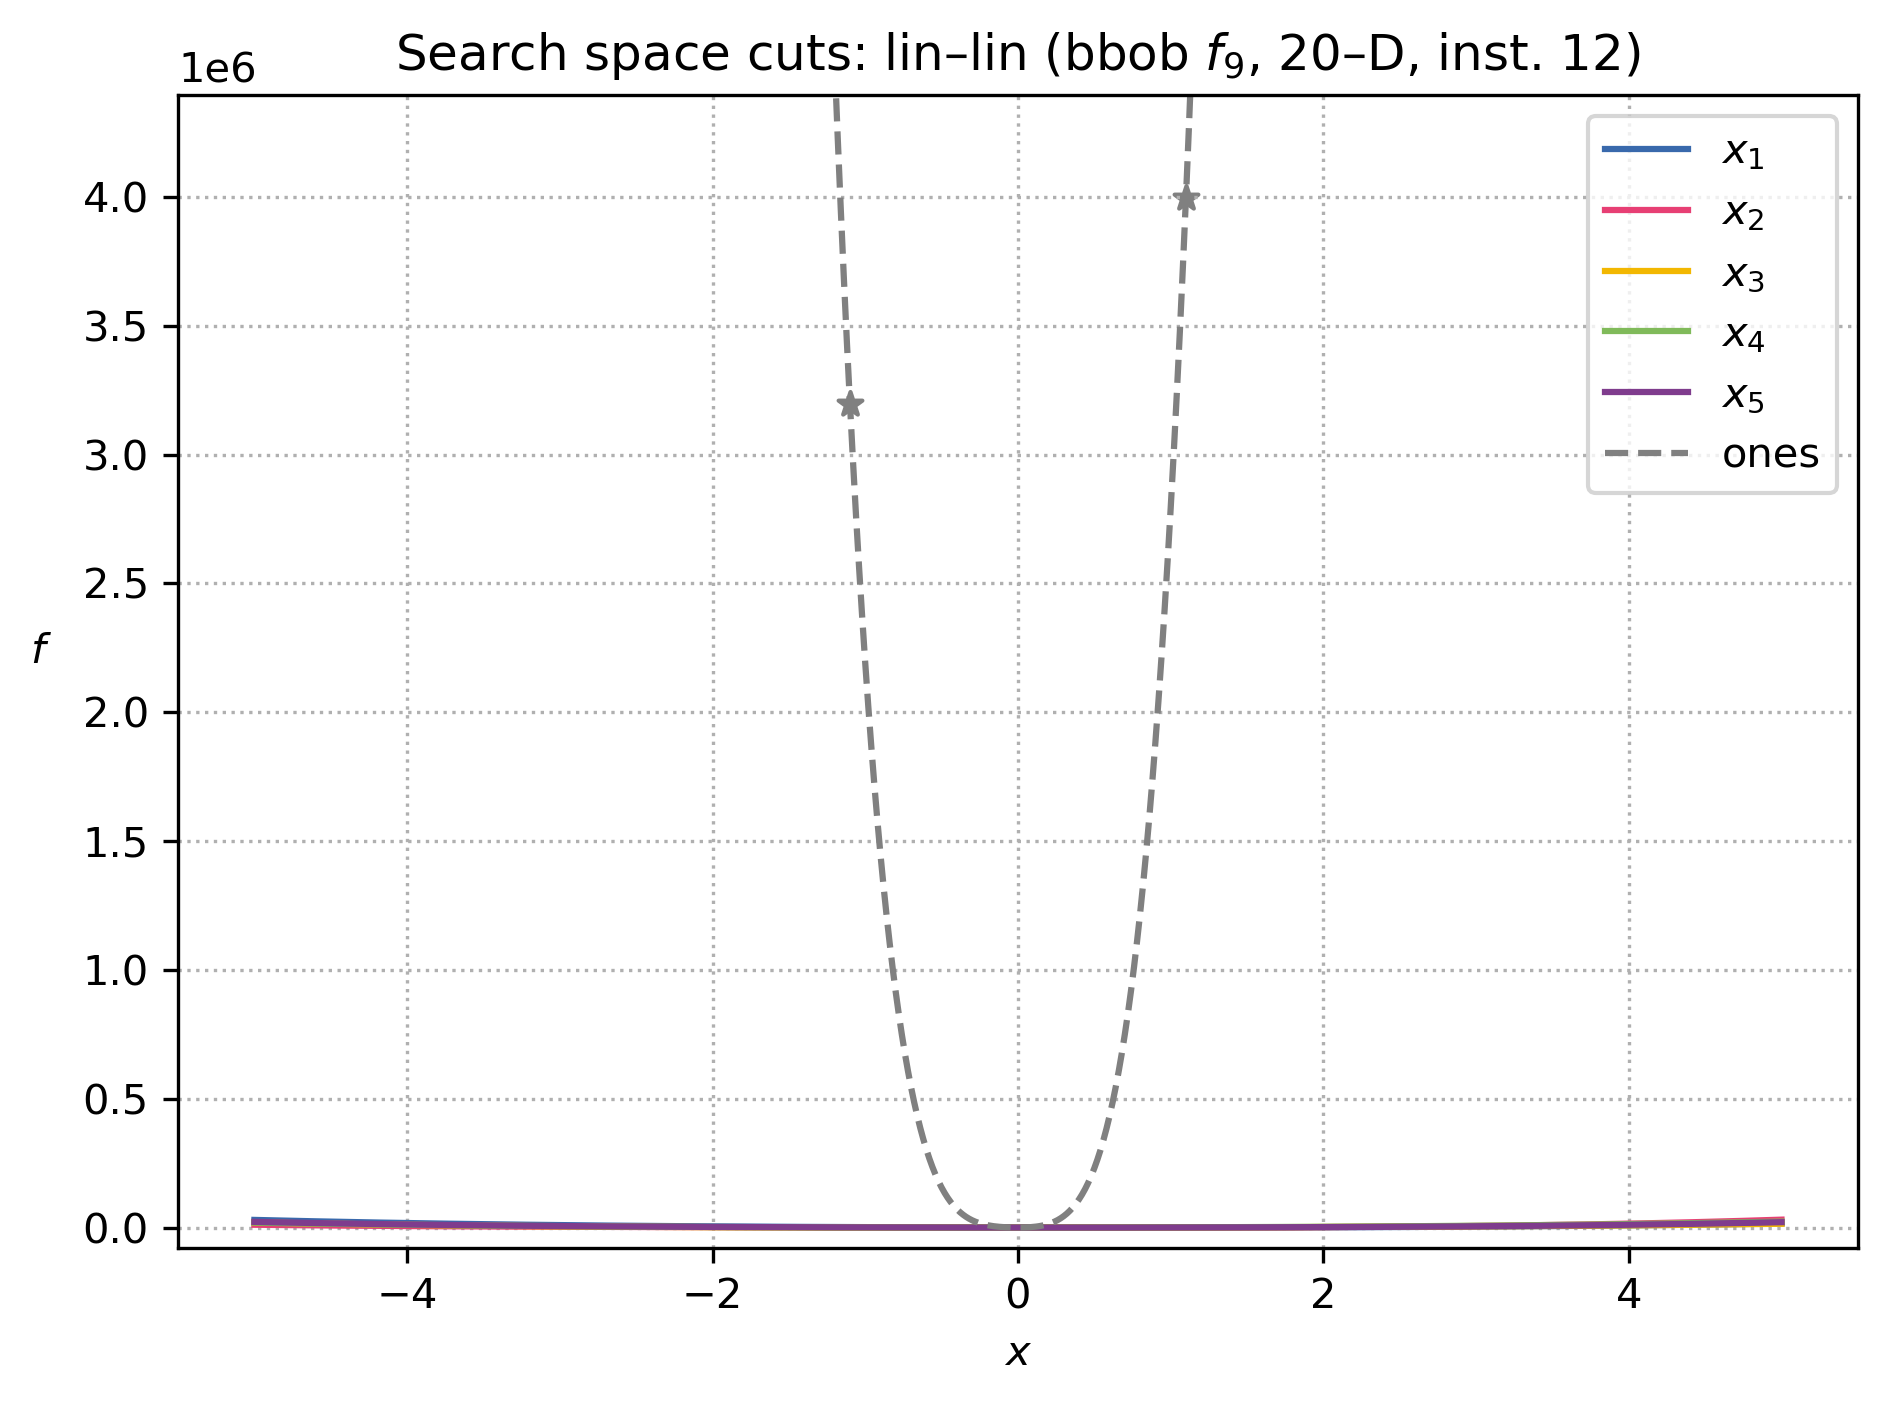 Search space cuts: lin–lin (bbob f₉, 20–D, inst. 12)
1e6
4.0
3.5
3.0
2.5
2.0
1.5
1.0
0.5
0.0
f
−4
−2
0
2
4
x
x₁
x₂
x₃
x₄
x₅
ones